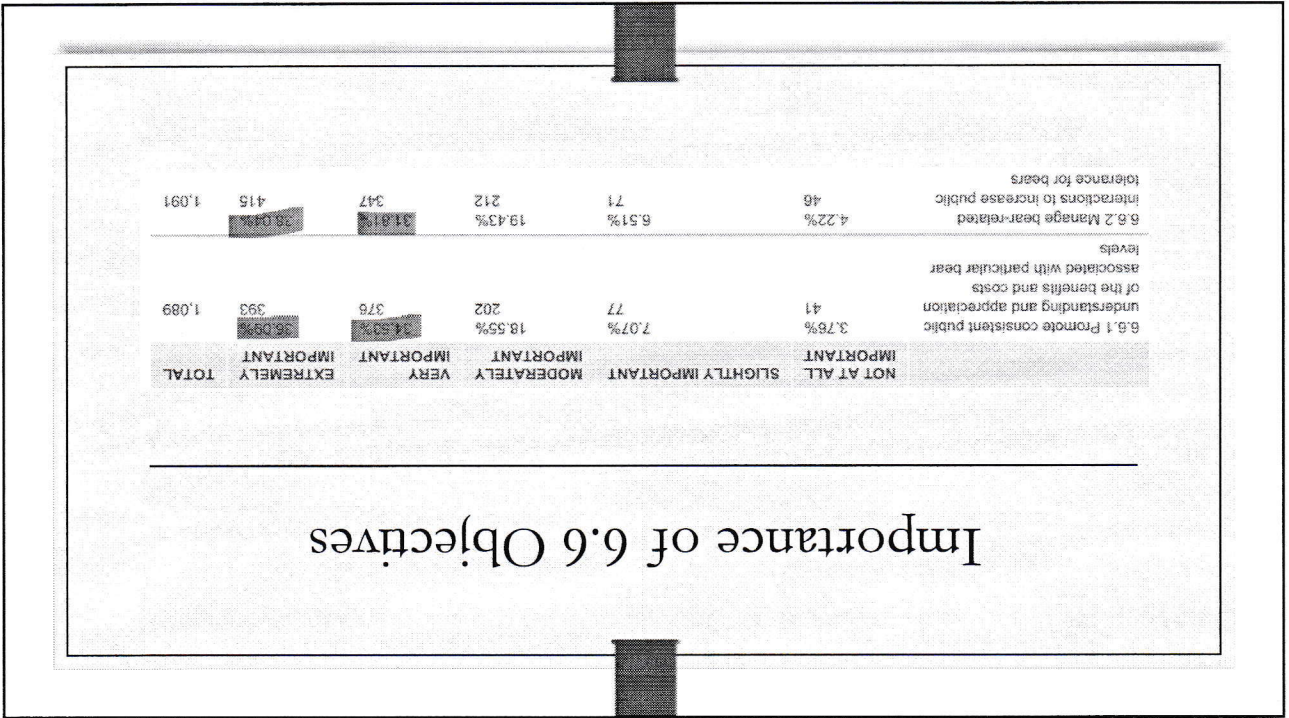 Importance of 6.6 Objectives
NOT AT ALL SLIGHTLY IMPORTANT MODERATELY VERY EXTREMELY TOTAL
IMPORTANT IMPORTANT IMPORTANT IMPORTANT
6.6.1 Promote consistent public 3.76% 7.07% 18.55% 34.53% 36.09%
understanding and appreciation 41 77 202 376 393 1,089
of the benefits and costs
associated with particular bear
levels
6.6.2 Manage bear-related 4.22% 6.51% 19.43% 31.81% 38.04%
interactions to increase public 46 71 212 347 415 1,091
tolerance for bears